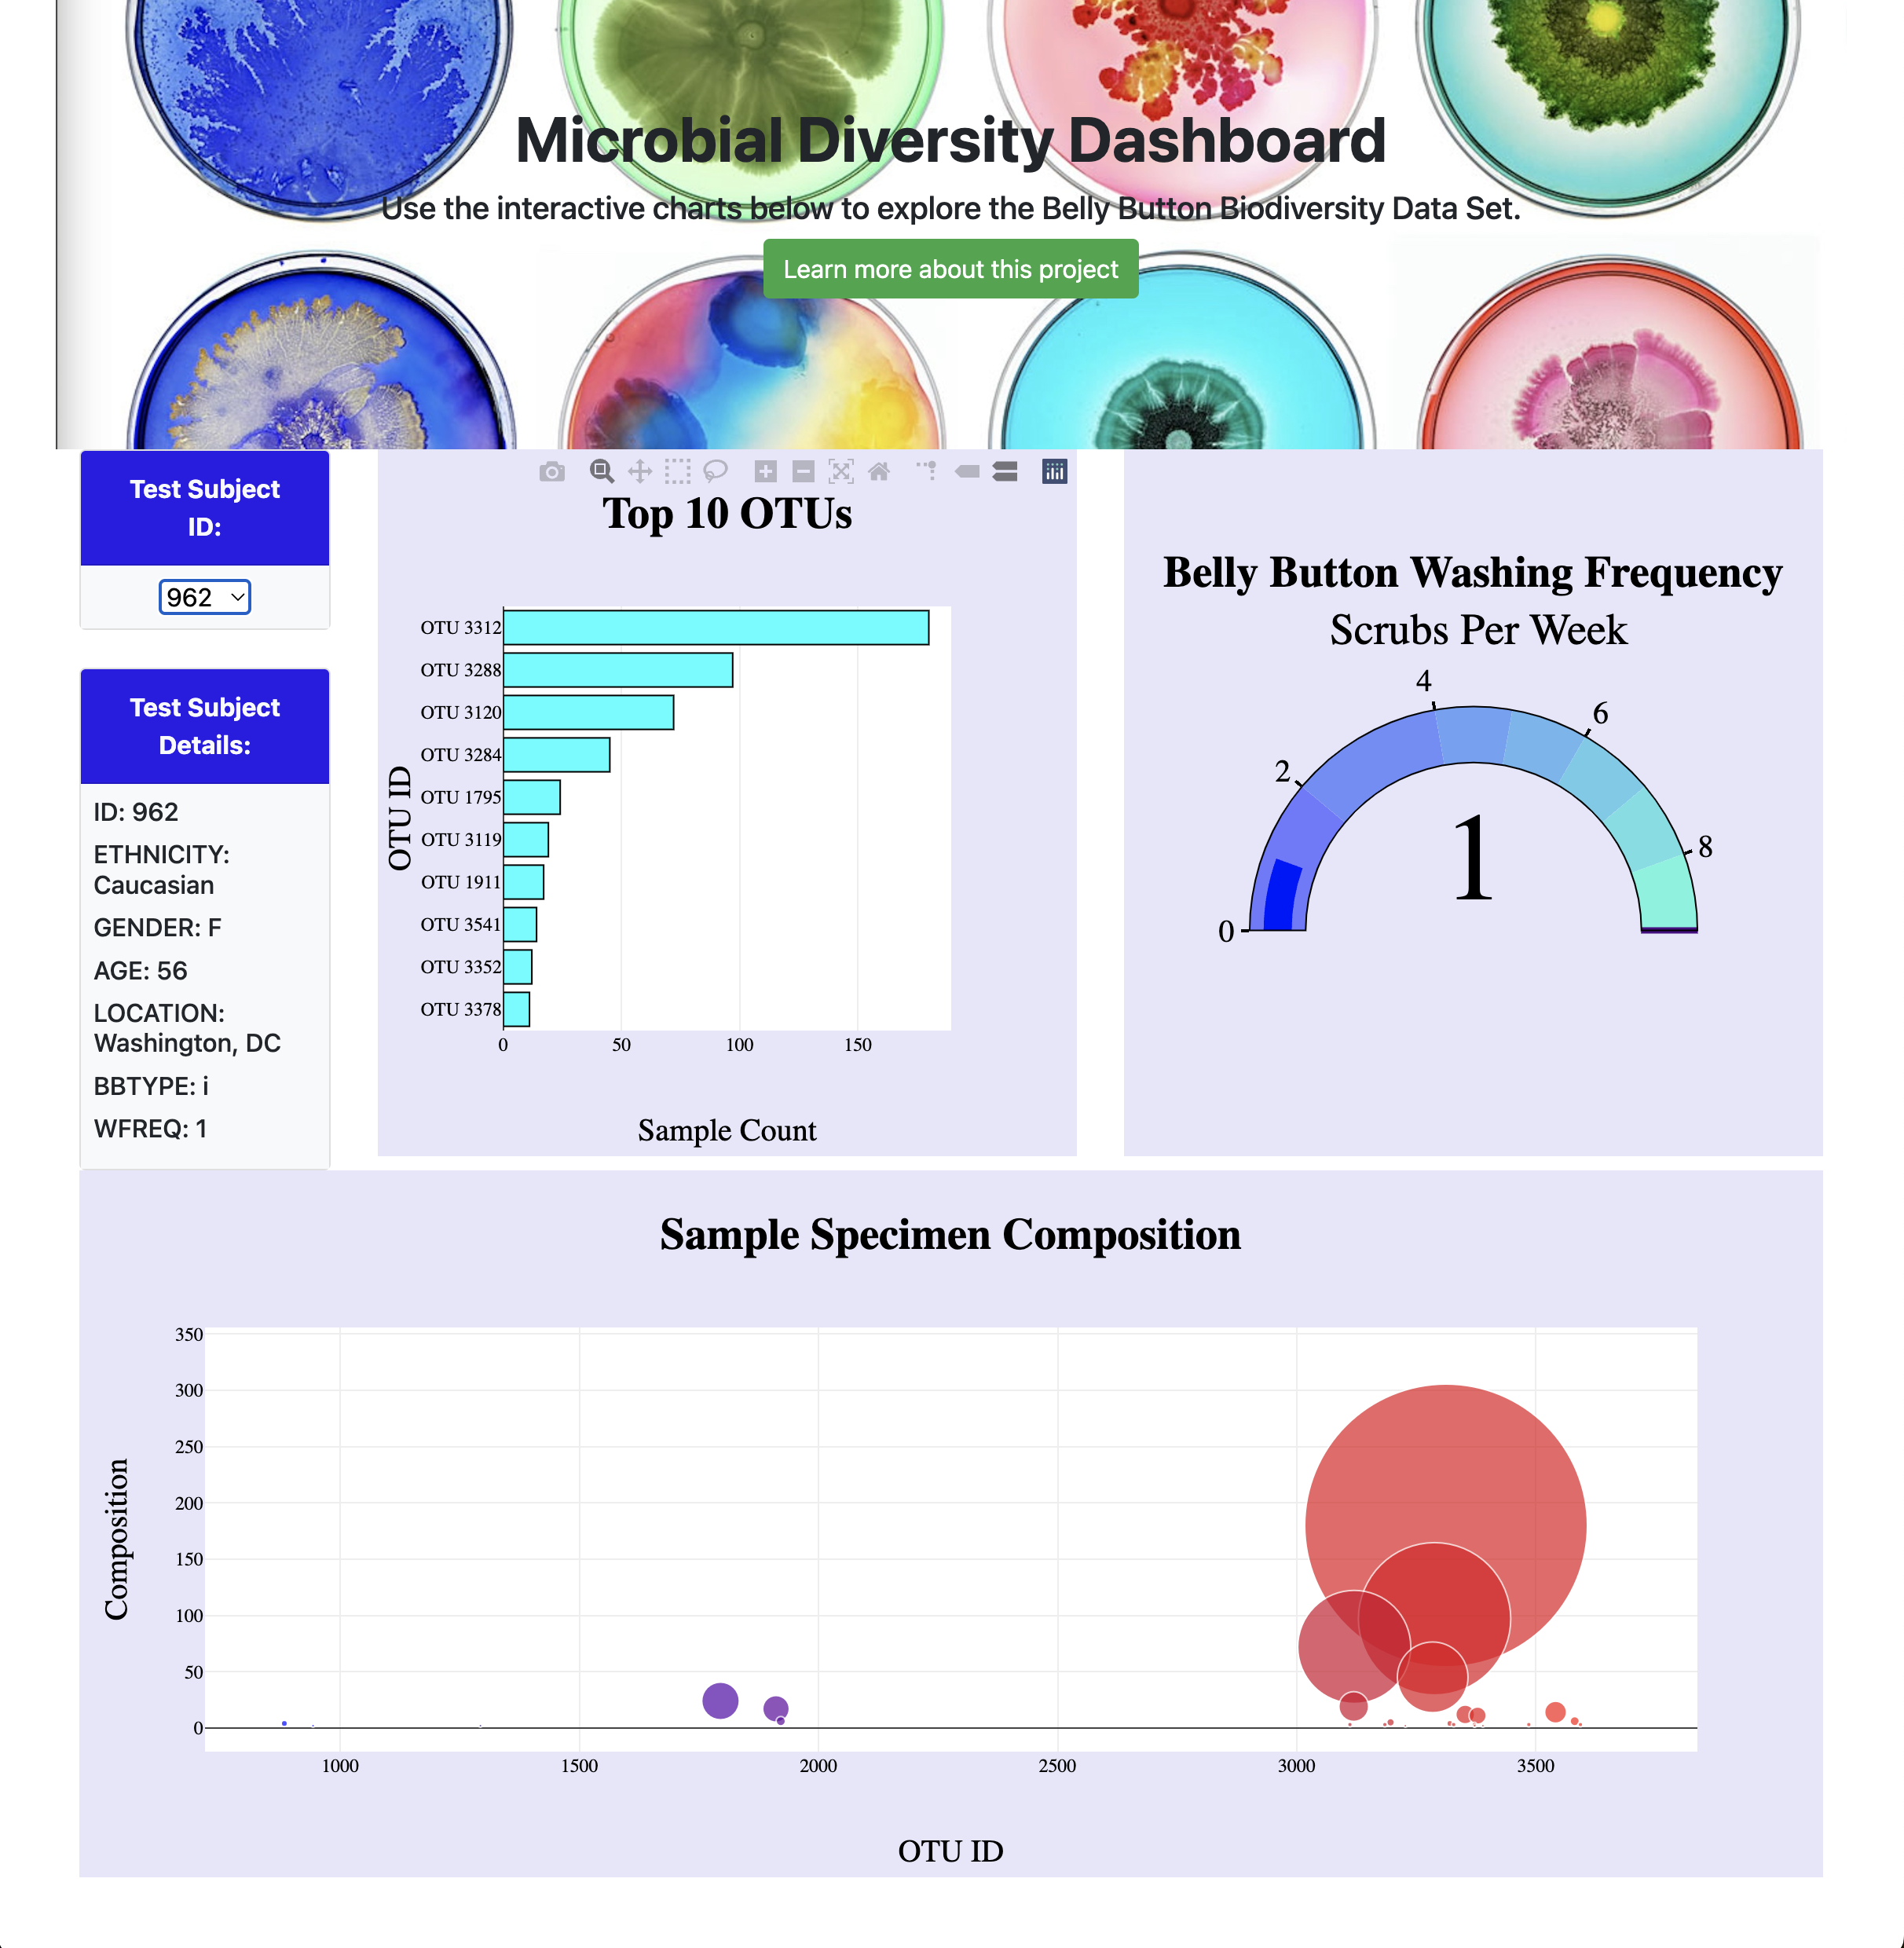 Microbial Diversity Dashboard
Use the interactive charts below to explore the Belly Button Biodiversity Data Set.
Learn more about this project
Test Subject
ID:
962
Test Subject
Details:
ID: 962
ETHNICITY:
Caucasian
GENDER: F
AGE: 56
LOCATION:
Washington, DC
BBTYPE: i
WFREQ: 1
Top 10 OTUs
OTU ID
OTU 3312
OTU 3288
OTU 3120
OTU 3284
OTU 1795
OTU 3119
OTU 1911
OTU 3541
OTU 3352
OTU 3378
0 50 100 150
Sample Count
Belly Button Washing Frequency
Scrubs Per Week
0
2
4
6
8
1
Sample Specimen Composition
Composition
350
300
250
200
150
100
50
0
1000 1500 2000 2500 3000 3500
OTU ID